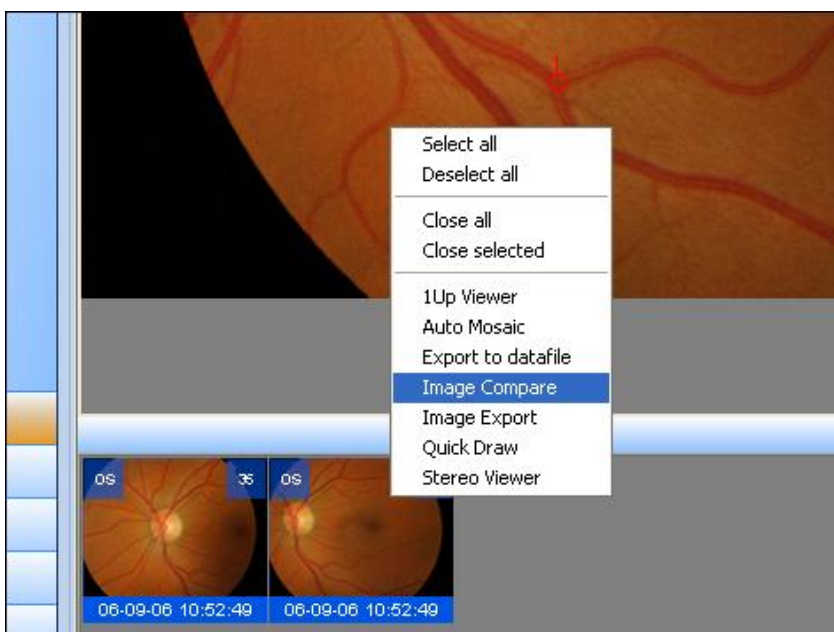 Select all
Deselect all
Close all
Close selected
1Up Viewer
Auto Mosaic
Export to datafile
Image Compare
Image Export
Quick Draw
Stereo Viewer
OS 35 OS
06-09-06 10:52:49 06-09-06 10:52:49